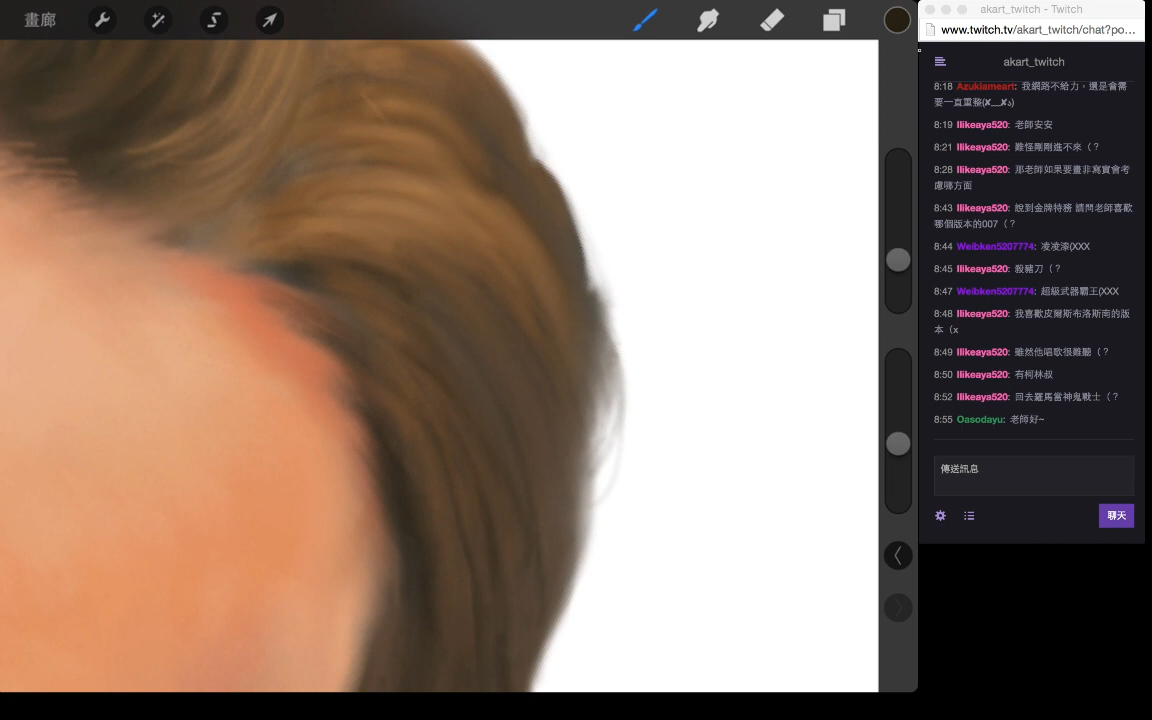 畫廊
akart_twitch - Twitch
www.twitch.tv/akart_twitch/chat?po…
akart_twitch
8:18 Azukiameart: 我網路不給力，還是會需
要一直重整(✘﹏✘ა)
8:19 Ilikeaya520: 老師安安
8:21 Ilikeaya520: 難怪剛剛進不來（？
8:28 Ilikeaya520: 那老師如果要畫非寫實會考
慮哪方面
8:43 Ilikeaya520: 說到金牌特務 請問老師喜歡
哪個版本的007（？
8:44 Weibken5207774: 凌凌漆(XXX
8:45 Ilikeaya520: 殺豬刀（？
8:47 Weibken5207774: 超級武器霸王(XXX
8:48 Ilikeaya520: 我喜歡皮爾斯布洛斯南的版
本（x
8:49 Ilikeaya520: 雖然他唱歌很難聽（？
8:50 Ilikeaya520: 有柯林叔
8:52 Ilikeaya520: 回去羅馬當神鬼戰士（？
8:55 Oasodayu: 老師好~
傳送訊息
聊天